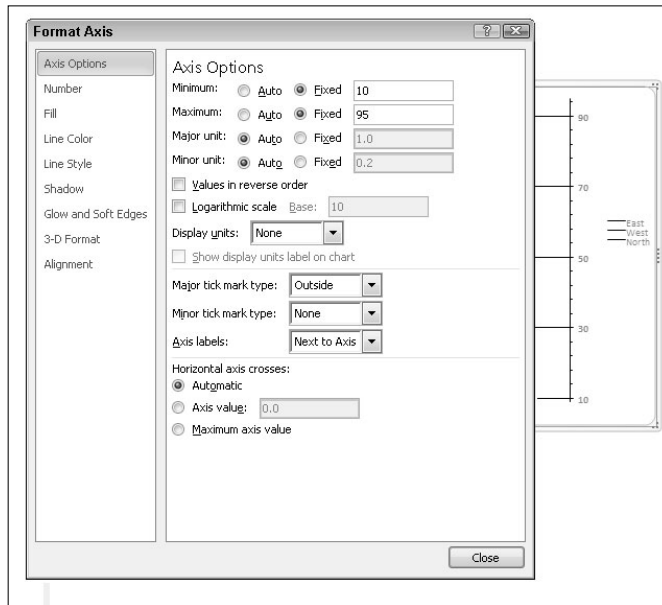 Format Axis
Axis Options
Number
Fill
Line Color
Line Style
Shadow
Glow and Soft Edges
3-D Format
Alignment
Axis Options
Minimum: Auto Fixed 10
Maximum: Auto Fixed 95
Major unit: Auto Fixed 1.0
Minor unit: Auto Fixed 0.2
Values in reverse order
Logarithmic scale Base: 10
Display units: None
Show display units label on chart
Major tick mark type: Outside
Minor tick mark type: None
Axis labels: Next to Axis
Horizontal axis crosses:
Automatic
Axis value: 0.0
Maximum axis value
Close
90
70
50
30
10
East
West
North